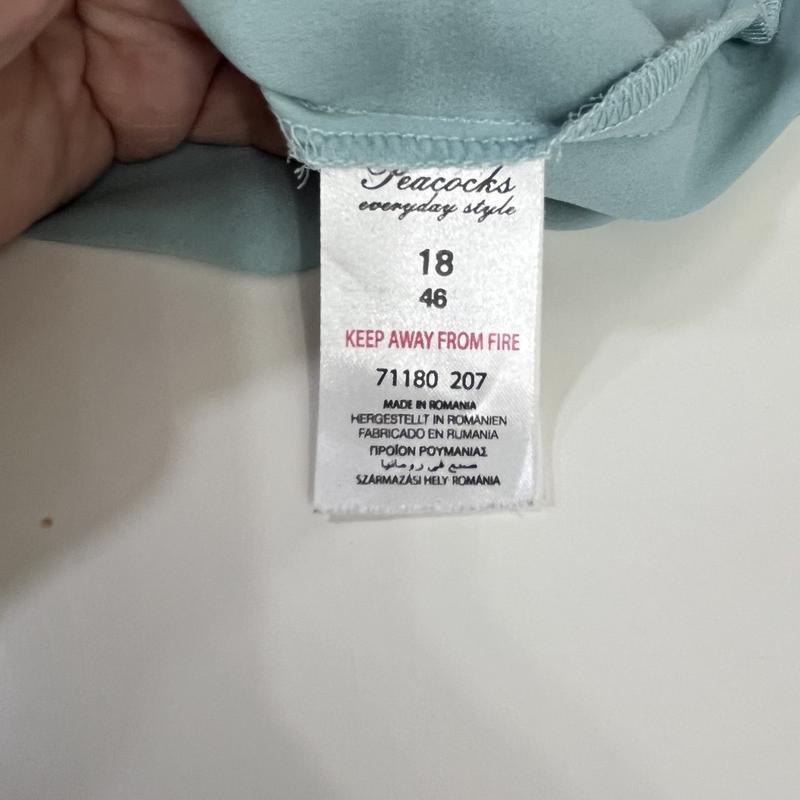 Peacocks
everyday style
18
46
KEEP AWAY FROM FIRE
71180 207
MADE IN ROMANIA
HERGESTELLT IN ROMÄNIEN
FABRICADO EN RUMANIA
ΠΡΟΪΟΝ ΡΟΥΜΑΝΙΑΣ
صنع في رومانيا
SZÁRMAZÁSI HELY ROMÁNIA